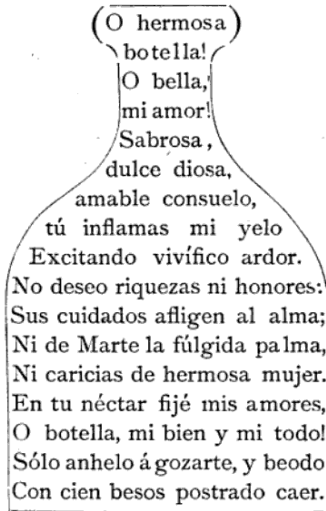 O hermosa
botella!
O bella,
mi amor!
Sabrosa,
dulce diosa,
amable consuelo,
tú inflamas mi yelo
Excitando vivífico ardor.
No deseo riquezas ni honores:
Sus cuidados afligen al alma;
Ni de Marte la fúlgida palma,
Ni caricias de hermosa mujer.
En tu néctar fijé mis amores,
O botella, mi bien y mi todo!
Sólo anhelo á gozarte, y beodo
Con cien besos postrado caer.